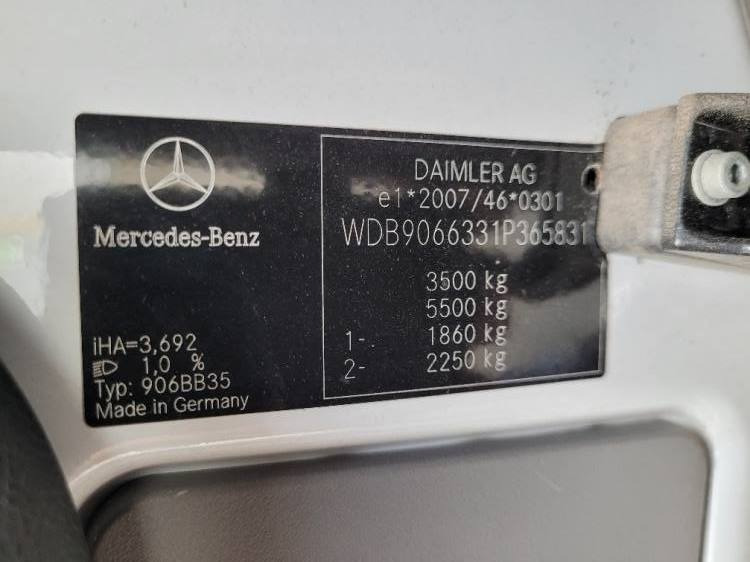 Mercedes-Benz
iHA=3,692
1,0 %
Typ: 906BB35
Made in Germany
DAIMLER AG
e1*2007/46*0301
WDB9066331P365831
3500 kg
5500 kg
1- 1860 kg
2- 2250 kg